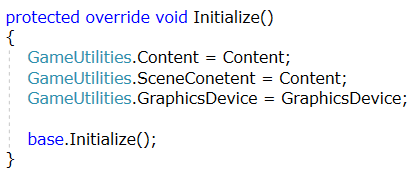 protected override void Initialize()
{
GameUtilities.Content = Content;
GameUtilities.SceneConetent = Content;
GameUtilities.GraphicsDevice = GraphicsDevice;
base.Initialize();
}